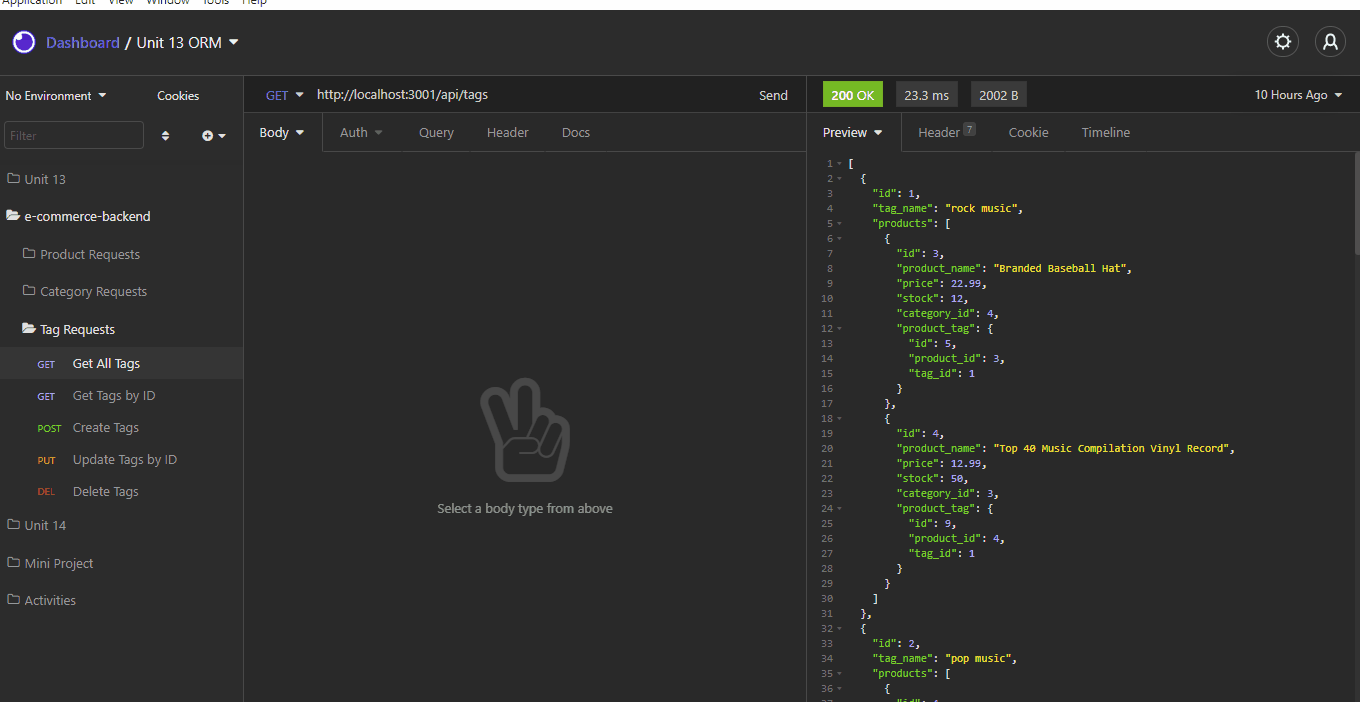 Application Edit View Window Tools Help
Dashboard / Unit 13 ORM
No Environment
Cookies
Filter
Unit 13
e-commerce-backend
Product Requests
Category Requests
Tag Requests
GET Get All Tags
GET Get Tags by ID
POST Create Tags
PUT Update Tags by ID
DEL Delete Tags
Unit 14
Mini Project
Activities
GET http://localhost:3001/api/tags Send
Body Auth Query Header Docs
Select a body type from above
200 OK 23.3 ms 2002 B 10 Hours Ago
Preview Header 7 Cookie Timeline
1 [
2 {
3 "id": 1,
4 "tag_name": "rock music",
5 "products": [
6 {
7 "id": 3,
8 "product_name": "Branded Baseball Hat",
9 "price": 22.99,
10 "stock": 12,
11 "category_id": 4,
12 "product_tag": {
13 "id": 5,
14 "product_id": 3,
15 "tag_id": 1
16 }
17 },
18 {
19 "id": 4,
20 "product_name": "Top 40 Music Compilation Vinyl Record",
21 "price": 12.99,
22 "stock": 50,
23 "category_id": 3,
24 "product_tag": {
25 "id": 9,
26 "product_id": 4,
27 "tag_id": 1
28 }
29 }
30 ]
31 },
32 {
33 "id": 2,
34 "tag_name": "pop music",
35 "products": [
36 {